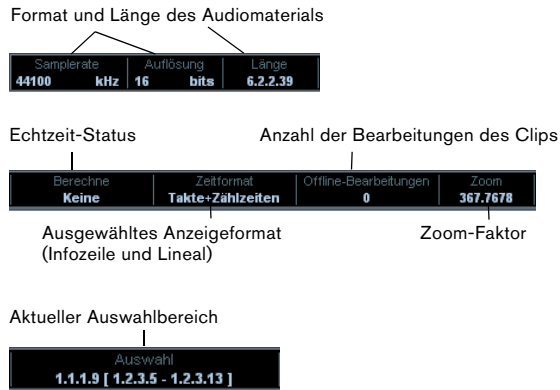 Format und Länge des Audiomaterials
Samplerate Auflösung Länge
44100 kHz 16 bits 6.2.2.39
Echtzeit-Status Anzahl der Bearbeitungen des Clips
Berechne Zeitformat Offline-Bearbeitungen Zoom
Keine Takte+Zählzeiten 0 367.7678
Ausgewähltes Anzeigeformat Zoom-Faktor
(Infozeile und Lineal)
Aktueller Auswahlbereich
Auswahl
1.1.1.9 [ 1.2.3.5 - 1.2.3.13 ]